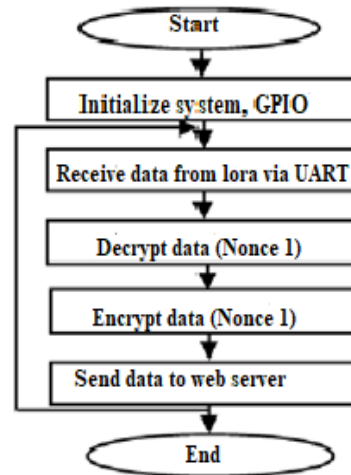 Start
Initialize system, GPIO
Receive data from lora via UART
Decrypt data (Nonce 1)
Encrypt data (Nonce 1)
Send data to web server
End